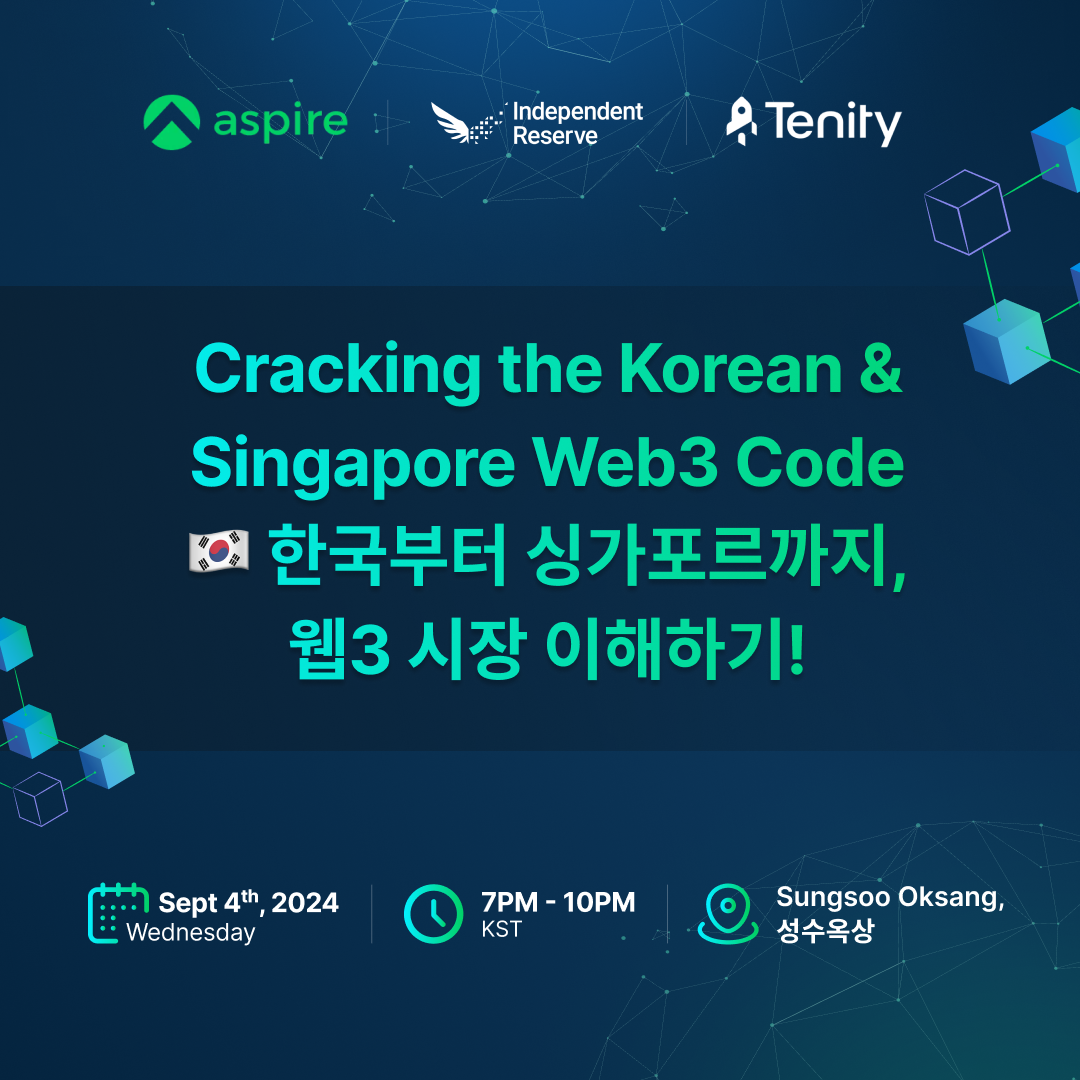 aspire
Independent
Reserve
Tenity
Cracking the Korean &
Singapore Web3 Code
🇰🇷 한국부터 싱가포르까지,
웹3 시장 이해하기!
Sept 4th, 2024
Wednesday
7PM - 10PM
KST
Sungsoo Oksang,
성수옥상